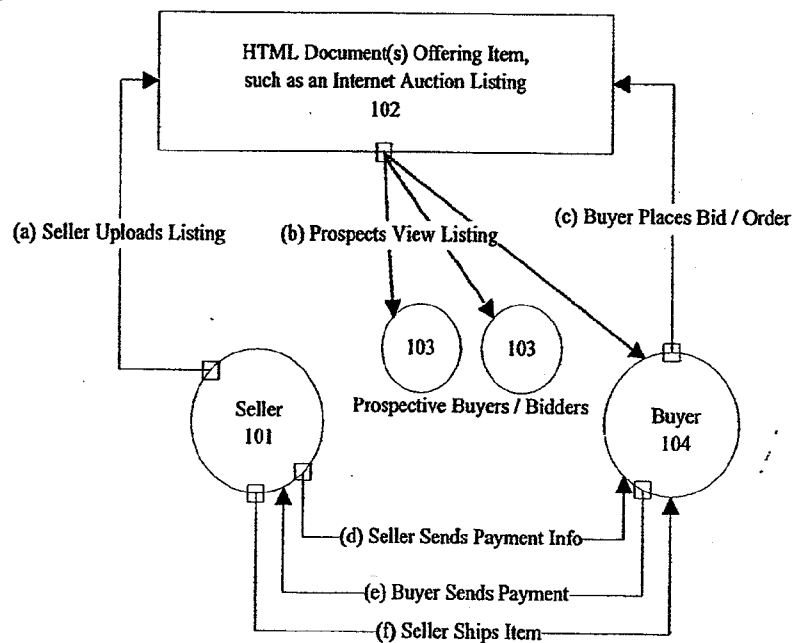 HTML Document(s) Offering Item,
such as an Internet Auction Listing
102
(a) Seller Uploads Listing
(b) Prospects View Listing
(c) Buyer Places Bid / Order
103
103
Prospective Buyers / Bidders
Seller
101
Buyer
104
(d) Seller Sends Payment Info
(e) Buyer Sends Payment
(f) Seller Ships Item